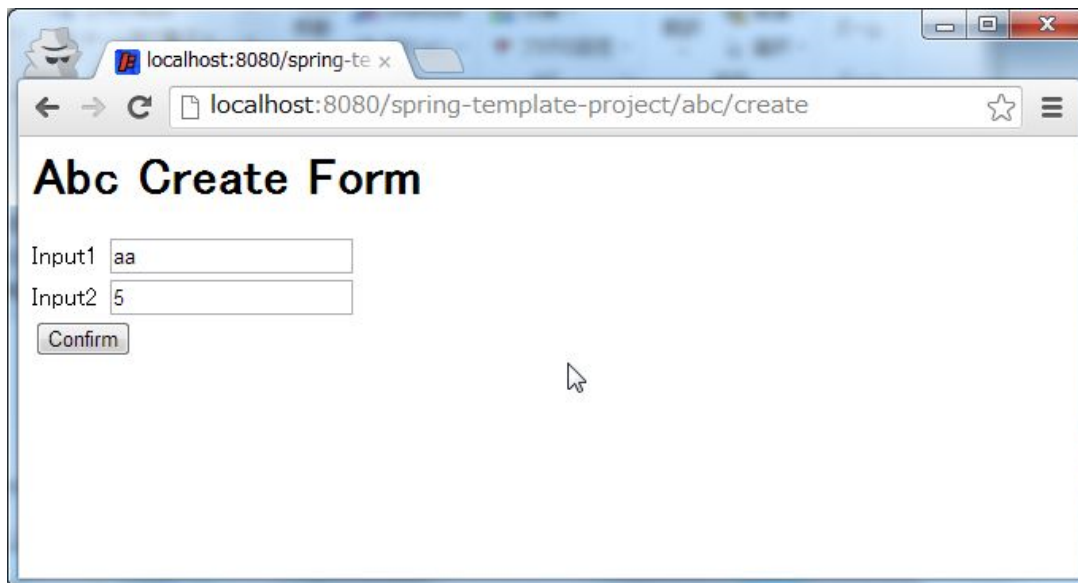 localhost:8080/spring-te
localhost:8080/spring-template-project/abc/create
Abc Create Form
Input1 aa
Input2 5
Confirm